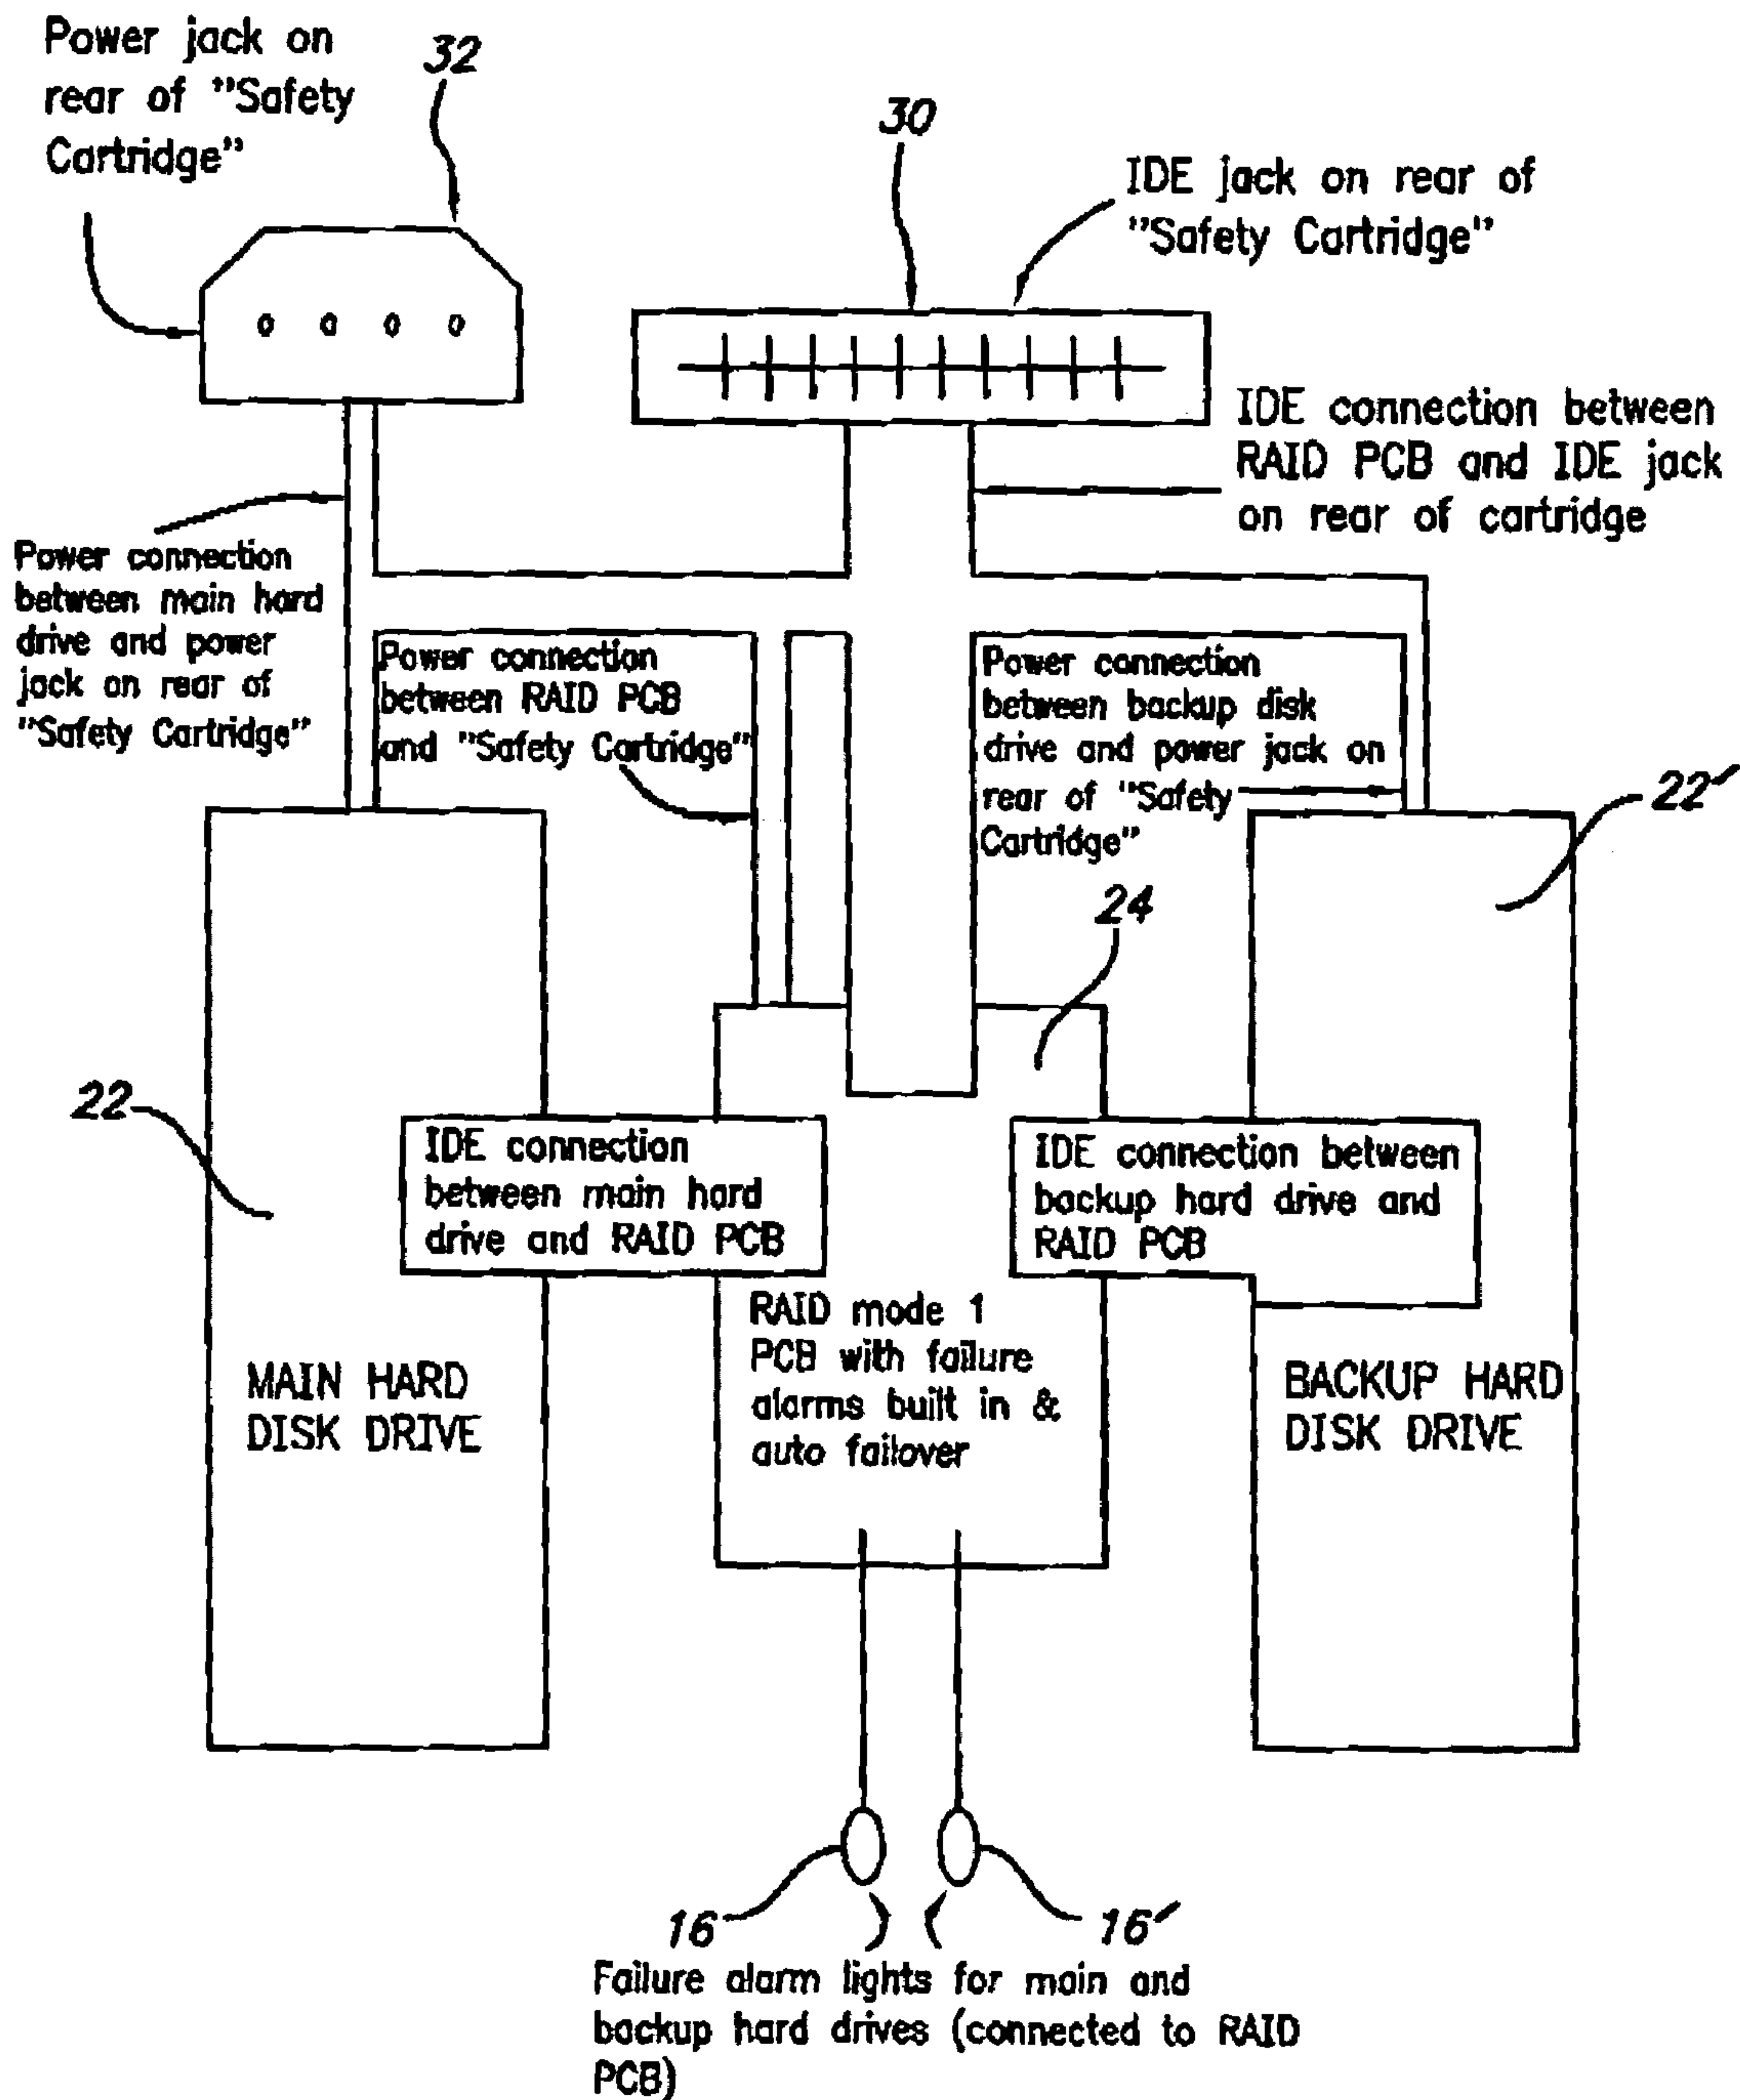 Power jack on
rear of "Safety
Cartridge"
32
30
IDE jack on rear of
"Safety Cartridge"
IDE connection between
RAID PCB and IDE jack
on rear of cartridge
Power connection
between main hard
drive and power
jack on rear of
"Safety Cartridge"
Power connection
between RAID PCB
and "Safety Cartridge"
Power connection
between backup disk
drive and power jack on
rear of "Safety
Cartridge"
22'
24
22
IDE connection
between main hard
drive and RAID PCB
IDE connection between
backup hard drive and
RAID PCB
RAID mode 1
PCB with failure
alarms built in &
auto failover
MAIN HARD
DISK DRIVE
BACKUP HARD
DISK DRIVE
16
16'
Failure alarm lights for main and
backup hard drives (connected to RAID
PCB)